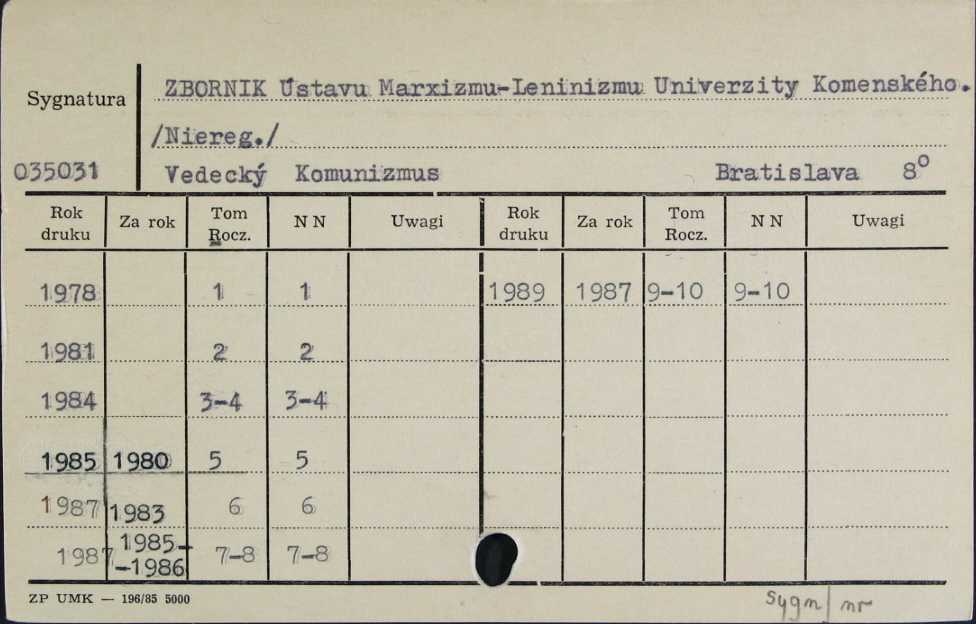 Sygnatura
ZBORNIK Ústavu Marxizmu-Leninizmu Univerzity Komenského.
/Niereg./
035031 Vedecký Komunizmus Bratislava 8°
Rok druku Za rok Tom Rocz. N N Uwagi Rok druku Za rok Tom Rocz. N N Uwagi
1978 1 1 1989 1987 9-10 9-10
1981 2 2
1984 3-4 3-4
1985 1980 5 5
1987 1983 6 6
1987 1985-
-1986 7-8 7-8
ZP UMK — 196/85 5000
sygn/nr